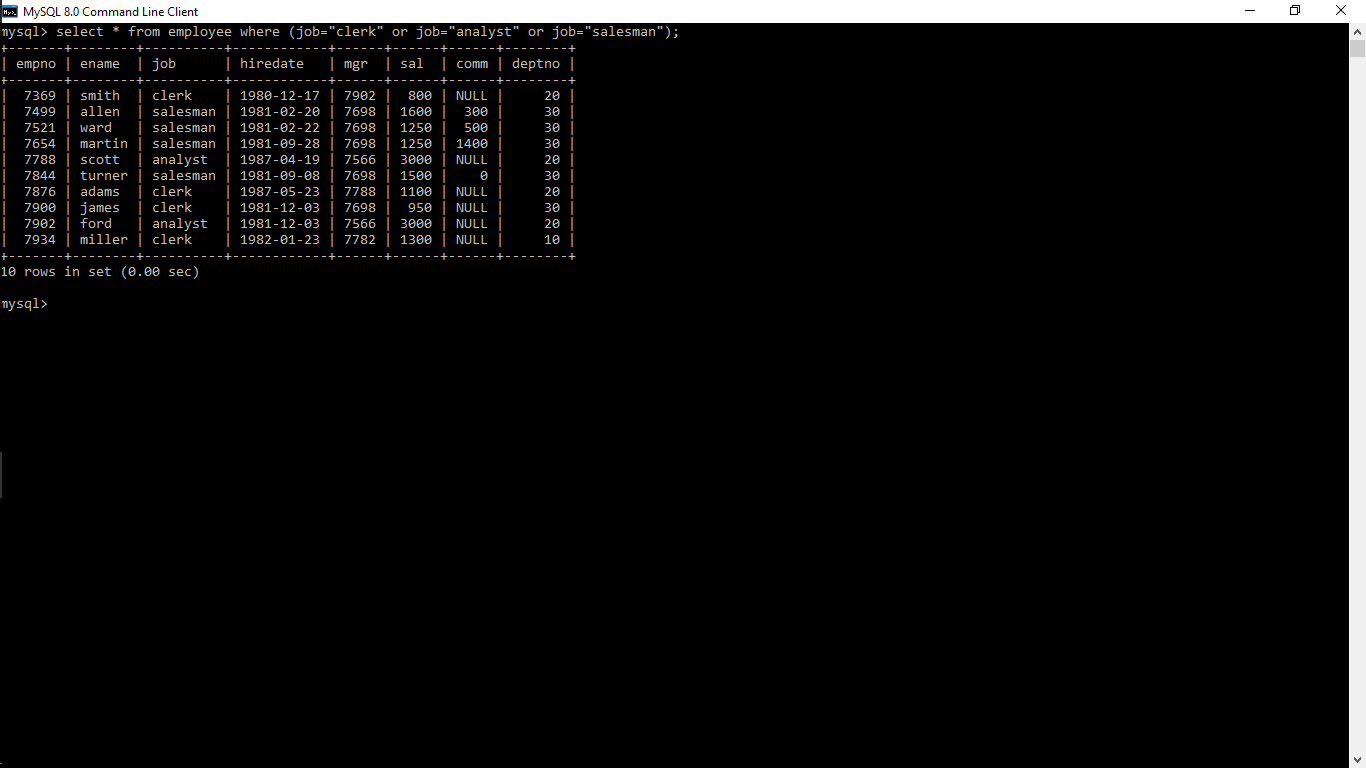 MySQL 8.0 Command Line Client
mysql> select * from employee where (job="clerk" or job="analyst" or job="salesman");
+-------+--------+----------+------------+------+------+------+--------+
| empno | ename  | job      | hiredate   | mgr  | sal  | comm | deptno |
+-------+--------+----------+------------+------+------+------+--------+
|  7369 | smith  | clerk    | 1980-12-17 | 7902 |  800 | NULL |     20 |
|  7499 | allen  | salesman | 1981-02-20 | 7698 | 1600 |  300 |     30 |
|  7521 | ward   | salesman | 1981-02-22 | 7698 | 1250 |  500 |     30 |
|  7654 | martin | salesman | 1981-09-28 | 7698 | 1250 | 1400 |     30 |
|  7788 | scott  | analyst  | 1987-04-19 | 7566 | 3000 | NULL |     20 |
|  7844 | turner | salesman | 1981-09-08 | 7698 | 1500 |    0 |     30 |
|  7876 | adams  | clerk    | 1987-05-23 | 7788 | 1100 | NULL |     20 |
|  7900 | james  | clerk    | 1981-12-03 | 7698 |  950 | NULL |     30 |
|  7902 | ford   | analyst  | 1981-12-03 | 7566 | 3000 | NULL |     20 |
|  7934 | miller | clerk    | 1982-01-23 | 7782 | 1300 | NULL |     10 |
+-------+--------+----------+------------+------+------+------+--------+
10 rows in set (0.00 sec)
mysql>